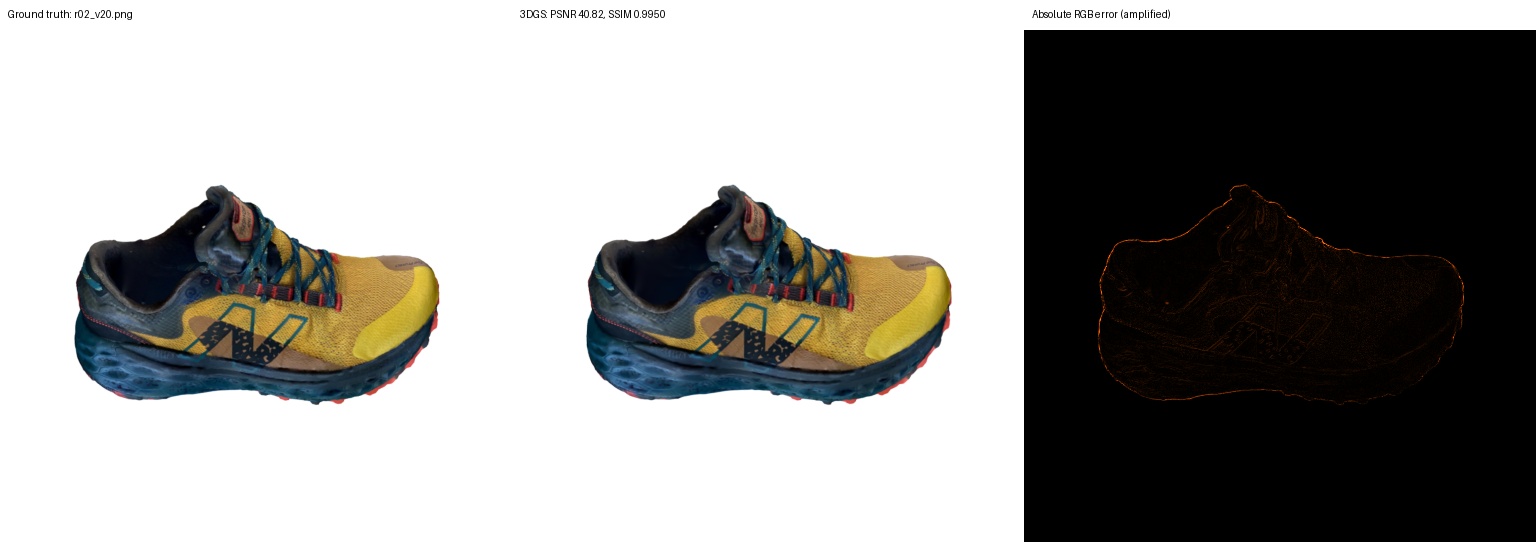 Ground truth: r02_v20.png
3DGS: PSNR 40.82, SSIM 0.9950
Absolute RGB error (amplified)
N
N